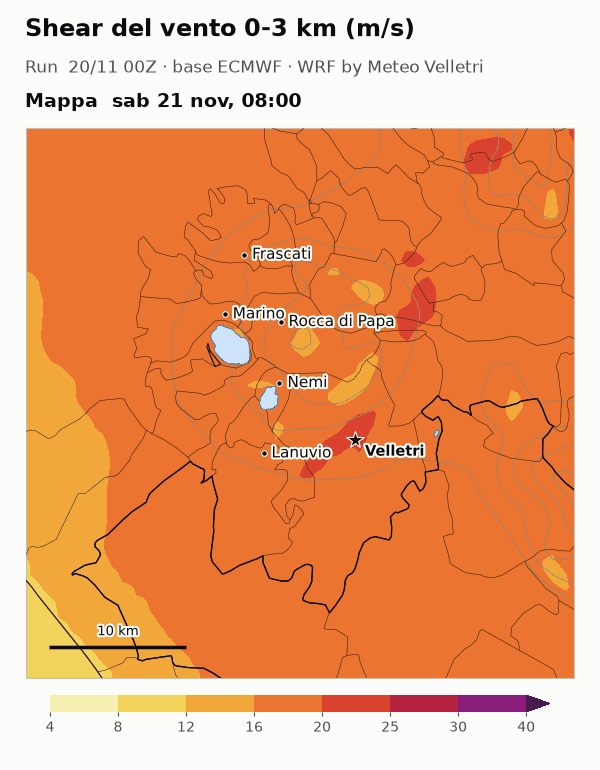 Shear del vento 0-3 km (m/s)
Run  20/11 00Z · base ECMWF · WRF by Meteo Velletri
Mappa  sab 21 nov, 08:00
Frascati
Marino
Rocca di Papa
Nemi
Velletri
Lanuvio
10 km
4 8 12 16 20 25 30 40